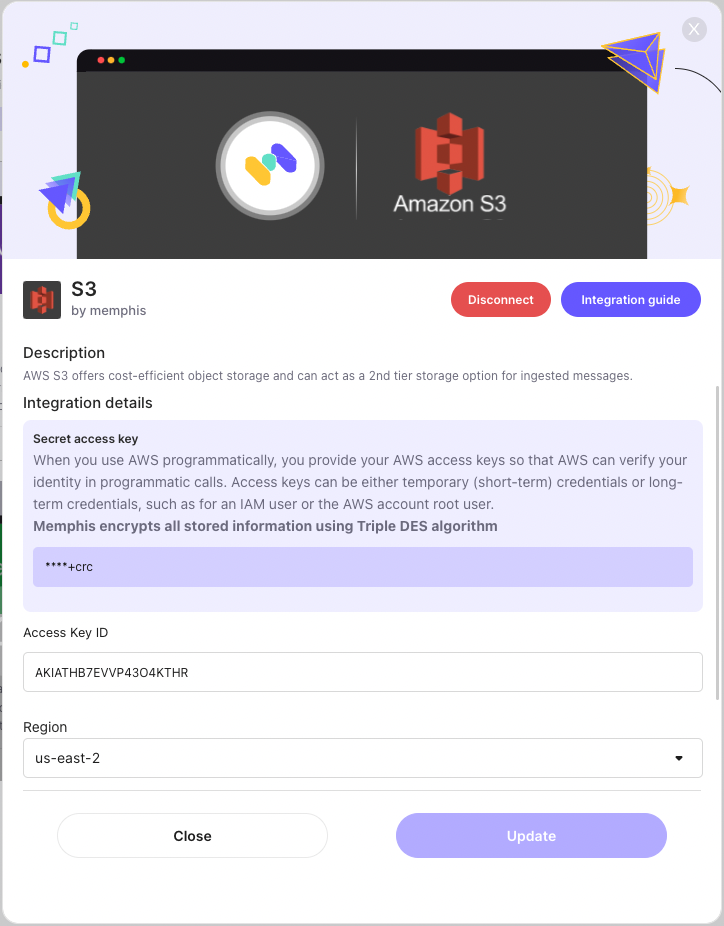 X
Amazon S3
S3
by memphis
Disconnect
Integration guide
Description
AWS S3 offers cost-efficient object storage and can act as a 2nd tier storage option for ingested messages.
Integration details
Secret access key
When you use AWS programmatically, you provide your AWS access keys so that AWS can verify your
identity in programmatic calls. Access keys can be either temporary (short-term) credentials or long-
term credentials, such as for an IAM user or the AWS account root user.
Memphis encrypts all stored information using Triple DES algorithm
****+crc
Access Key ID
AKIATHB7EVVP43O4KTHR
Region
us-east-2
Close
Update